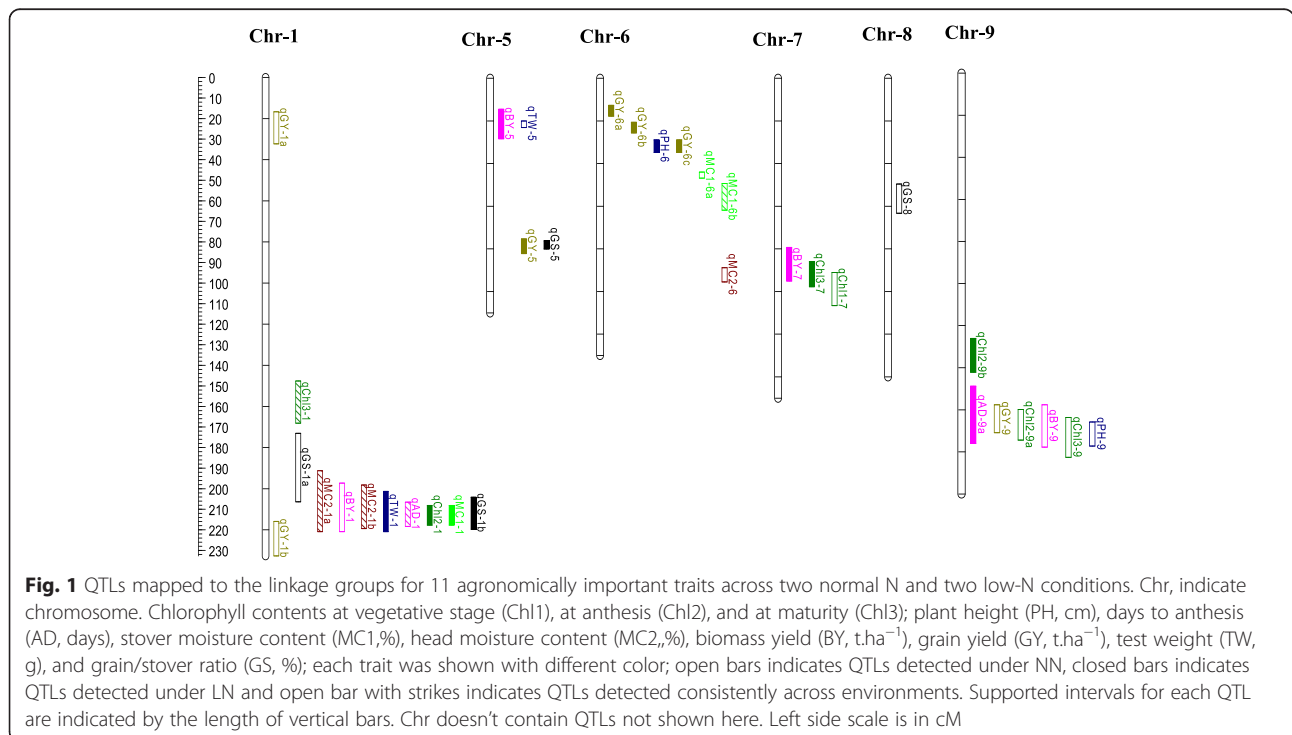 Chr-1
Chr-5
Chr-6
Chr-7
Chr-8
Chr-9
0
10
20
30
40
50
60
70
80
90
100
110
120
130
140
150
160
170
180
190
200
210
220
230
qGY-1a
qChl3-1
qGS-1a
qMC2-1a
qBY-1
qMC2-1b
qTW-1
qAD-1
qChl2-1
qMC1-1
qGS-1b
qGY-1b
qBY-5
qTW-5
qGY-5
qGS-5
qGY-6a
qGY-6b
qPH-6
qGY-6c
qMC1-6a
qMC1-6b
qMC2-6
qBY-7
qChl3-7
qChl1-7
qGS-8
qChl2-9b
qAD-9a
qGY-9
qChl2-9a
qBY-9
qChl3-9
qPH-9
Fig. 1 QTLs mapped to the linkage groups for 11 agronomically important traits across two normal N and two low-N conditions. Chr, indicate
chromosome. Chlorophyll contents at vegetative stage (Chl1), at anthesis (Chl2), and at maturity (Chl3); plant height (PH, cm), days to anthesis
(AD, days), stover moisture content (MC1,%), head moisture content (MC2,,%), biomass yield (BY, t.ha⁻¹), grain yield (GY, t.ha⁻¹), test weight (TW,
g), and grain/stover ratio (GS, %); each trait was shown with different color; open bars indicates QTLs detected under NN, closed bars indicates
QTLs detected under LN and open bar with strikes indicates QTLs detected consistently across environments. Supported intervals for each QTL
are indicated by the length of vertical bars. Chr doesn't contain QTLs not shown here. Left side scale is in cM